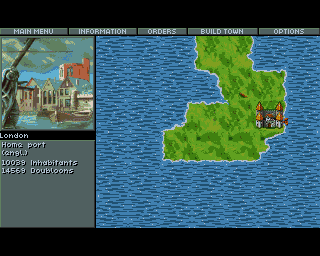 MAIN MENU INFORMATION ORDERS BUILD TOWN OPTIONS
London
Home port
(engl.)
10039 Inhabitants
14569 Doubloons